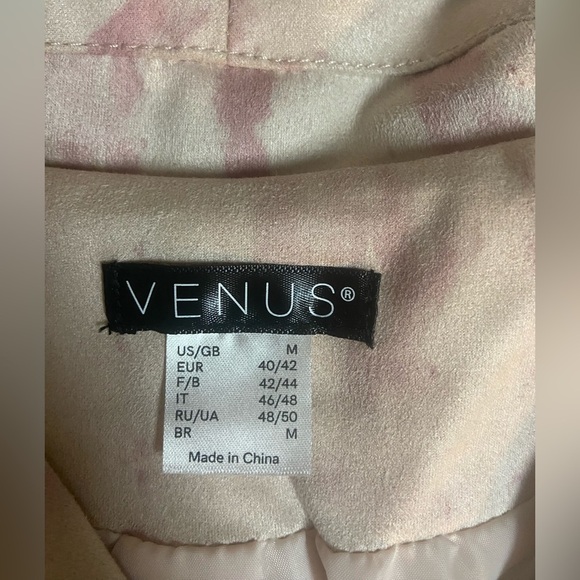 VENUS®
US/GB M
EUR 40/42
F/B 42/44
IT 46/48
RU/UA 48/50
BR M
Made in China